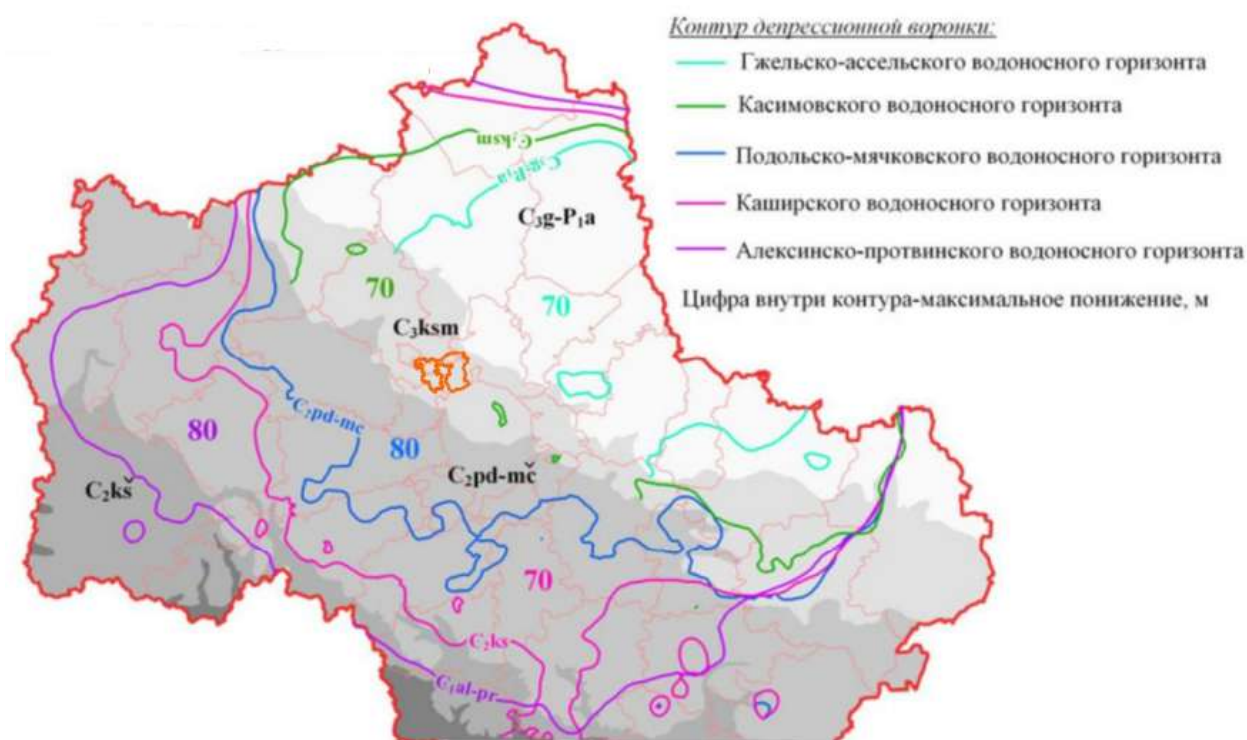 Контур депрессионной воронки:
Гжельско-ассельского водоносного горизонта
Касимовского водоносного горизонта
Подольско-мячковского водоносного горизонта
Каширского водоносного горизонта
Алексинско-протвинского водоносного горизонта
Цифра внутри контура-максимальное понижение, м
C₃ksm
C₃g-P₁a
C₃g-P₁a
70
70
C₃ksm
C₂pd-mc
80
80
C₂pd-mč
C₂kš
70
C₂ks
C₁al-pr